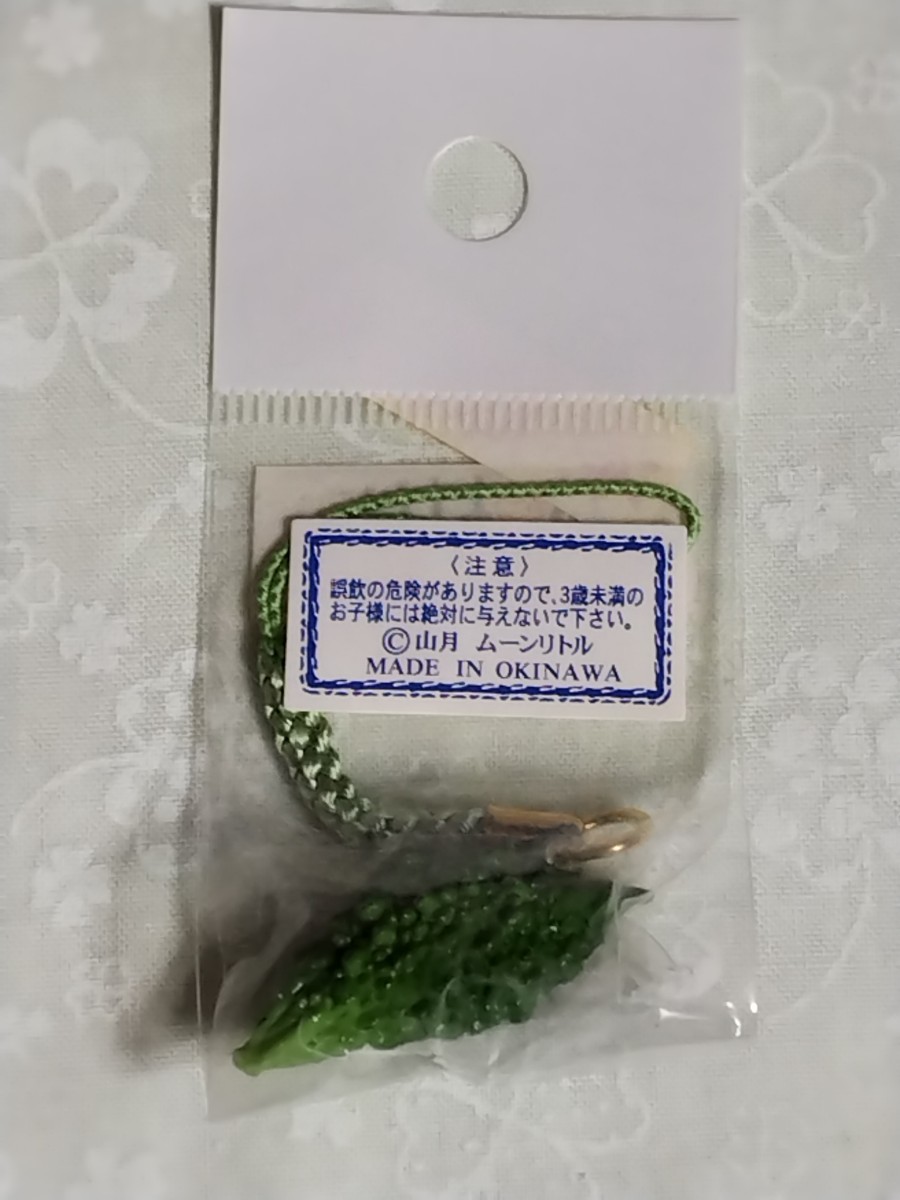 〈注意〉
誤飲の危険がありますので、3歳未満の
お子様には絶対に与えないで下さい。
©山月 ムーンリトル
MADE IN OKINAWA